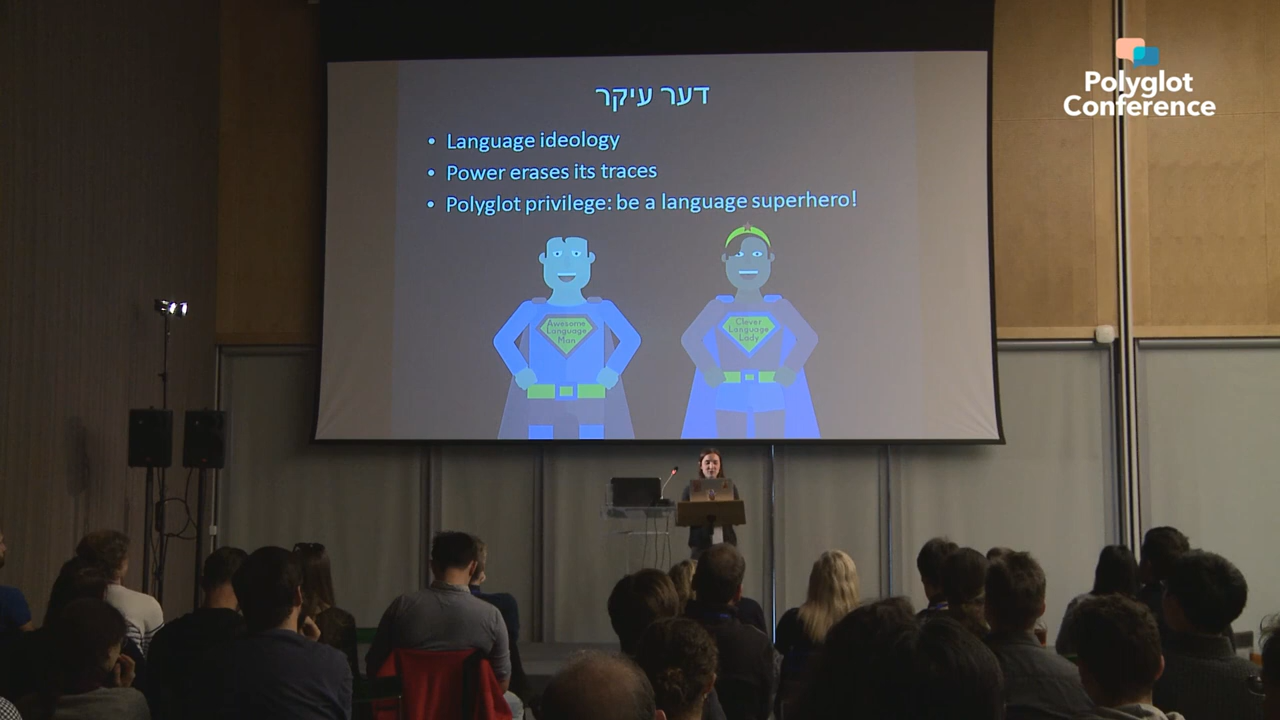 דער עיקר
• Language ideology
• Power erases its traces
• Polyglot privilege: be a language superhero!
Awesome
Language
Man
Clever
Language
Lady
Polyglot
Conference